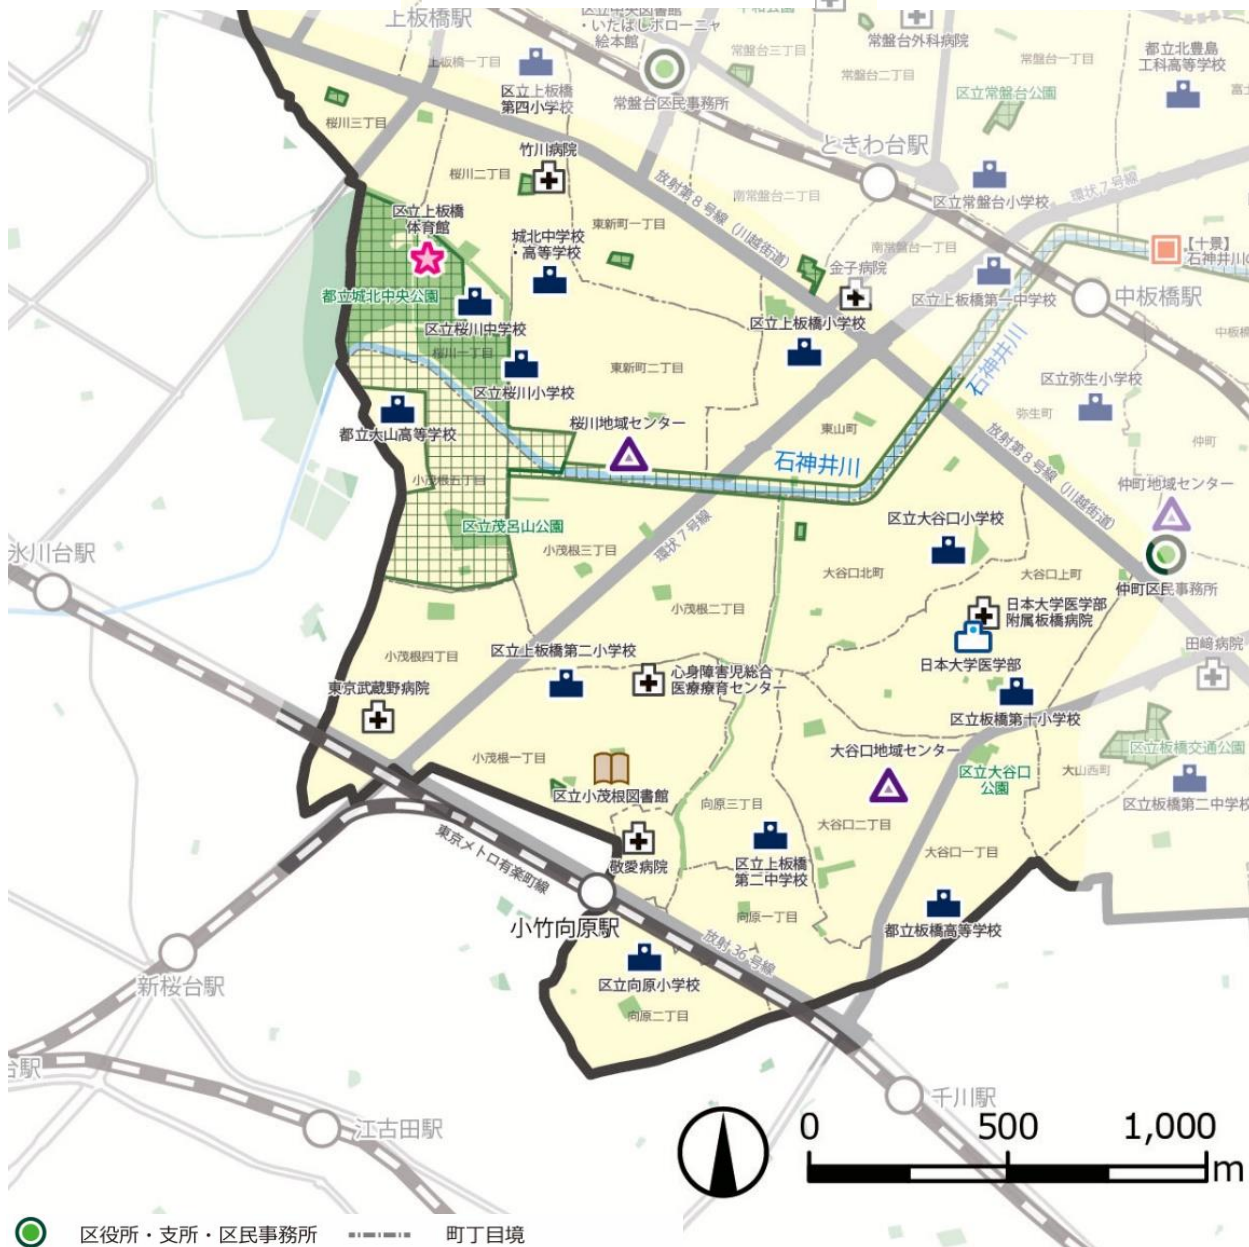 上板橋駅
・いたばしボローニャ
絵本館
常盤台外科病院
都立北豊島
工科高等学校
上板橋一丁目
常盤台三丁目
常盤台二丁目
常盤台一丁目
区立上板橋
第四小学校
常盤台区民事務所
区立常盤台公園
桜川三丁目
ときわ台駅
竹川病院
桜川二丁目
放射第8号線（川越街道）
南常盤台二丁目
区立常盤台小学校
環状7号線
区立上板橋
体育館
東新町一丁目
城北中学校
・高等学校
南常盤台一丁目
金子病院
【十景】
都立城北中央公園
区立上板橋第一中学校
中板橋駅
区立桜川中学校
区立上板橋小学校
桜川一丁目
東新町二丁目
石神井川
区立弥生小学校
区立桜川小学校
弥生町
都立大山高等学校
桜川地域センター
東山町
放射第8号線（川越街道）
仲町
石神井川
小茂根五丁目
仲町地域センター
区立茂呂山公園
区立大谷口小学校
環状7号線
氷川台駅
小茂根三丁目
大谷口北町
大谷口上町
仲町区民事務所
小茂根二丁目
日本大学医学部
附属板橋病院
小茂根四丁目
区立上板橋第二小学校
日本大学医学部
田﨑病院
東京武蔵野病院
心身障害児総合
医療療育センター
区立板橋第十小学校
小茂根一丁目
大谷口地域センター
区立板橋交通公園
区立大谷口
公園
大山西町
区立小茂根図書館
向原三丁目
区立板橋第二中学校
大谷口二丁目
東京メトロ有楽町線
敬愛病院
区立上板橋
第二中学校
大谷口一丁目
小竹向原駅
向原一丁目
都立板橋高等学校
放射36号線
新桜台駅
区立向原小学校
向原二丁目
台駅
千川駅
江古田駅
0 500 1,000
m
区役所・支所・区民事務所 町丁目境